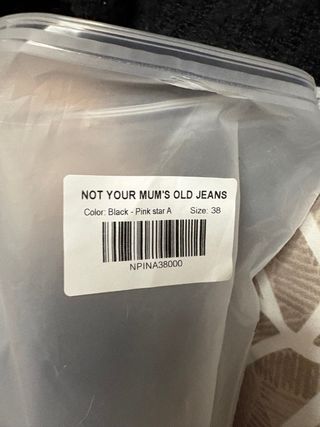 NOT YOUR MUM'S OLD JEANS
Color: Black - Pink star A Size: 38
NPINA38000